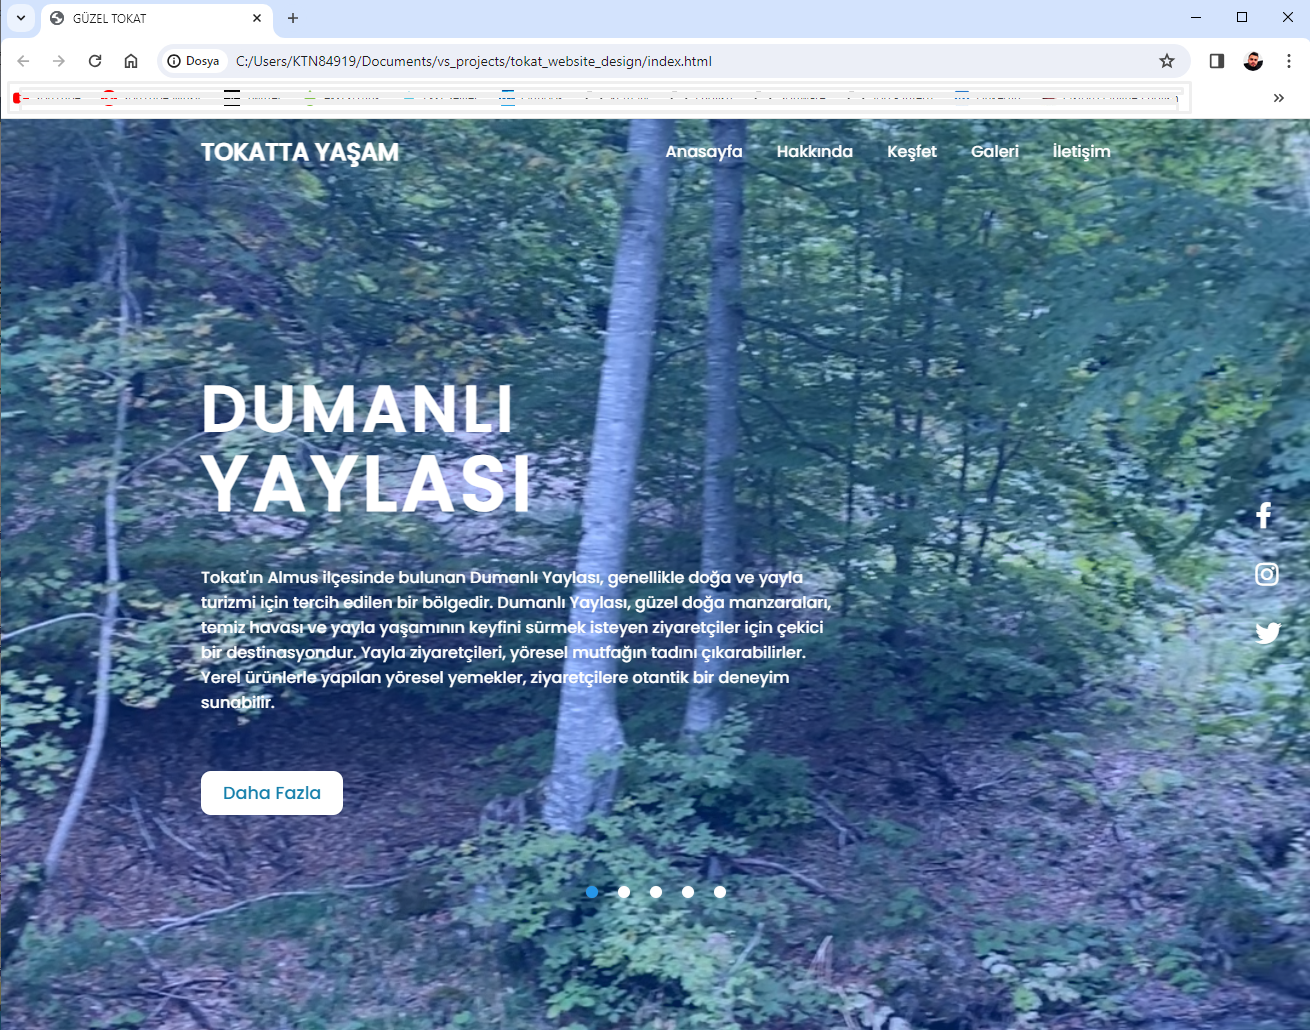 GÜZEL TOKAT
Dosya
C:/Users/KTN84919/Documents/vs_projects/tokat_website_design/index.html
TOKATTA YAŞAM
Anasayfa
Hakkında
Keşfet
Galeri
İletişim
DUMANLI
YAYLASI
Tokat'ın Almus ilçesinde bulunan Dumanlı Yaylası, genellikle doğa ve yayla
turizmi için tercih edilen bir bölgedir. Dumanlı Yaylası, güzel doğa manzaraları,
temiz havası ve yayla yaşamının keyfini sürmek isteyen ziyaretçiler için çekici
bir destinasyondur. Yayla ziyaretçileri, yöresel mutfağın tadını çıkarabilirler.
Yerel ürünlerle yapılan yöresel yemekler, ziyaretçilere otantik bir deneyim
sunabilir.
Daha Fazla